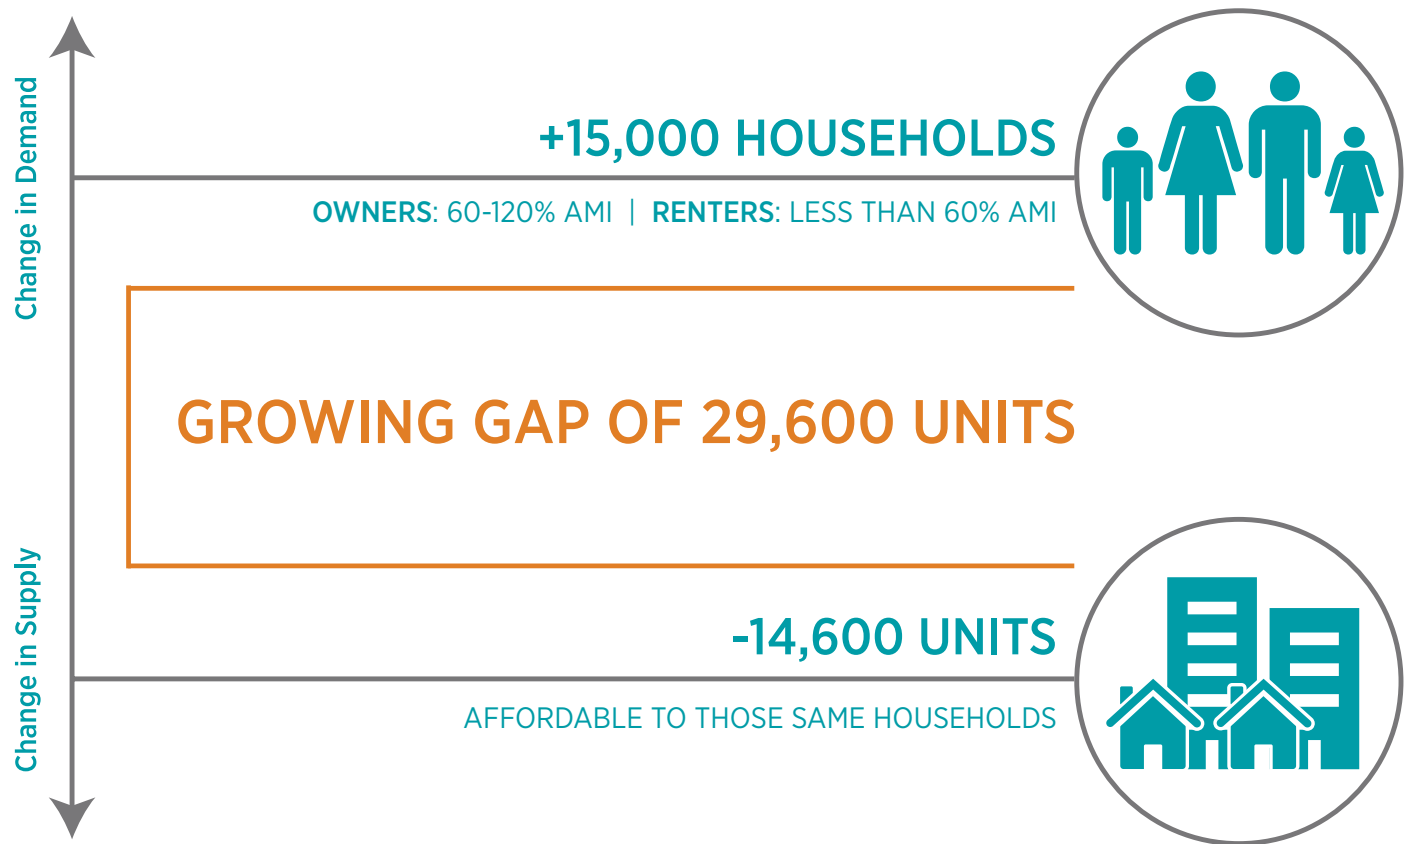 Change in Demand
+15,000 HOUSEHOLDS
OWNERS: 60-120% AMI | RENTERS: LESS THAN 60% AMI
GROWING GAP OF 29,600 UNITS
Change in Supply
-14,600 UNITS
AFFORDABLE TO THOSE SAME HOUSEHOLDS